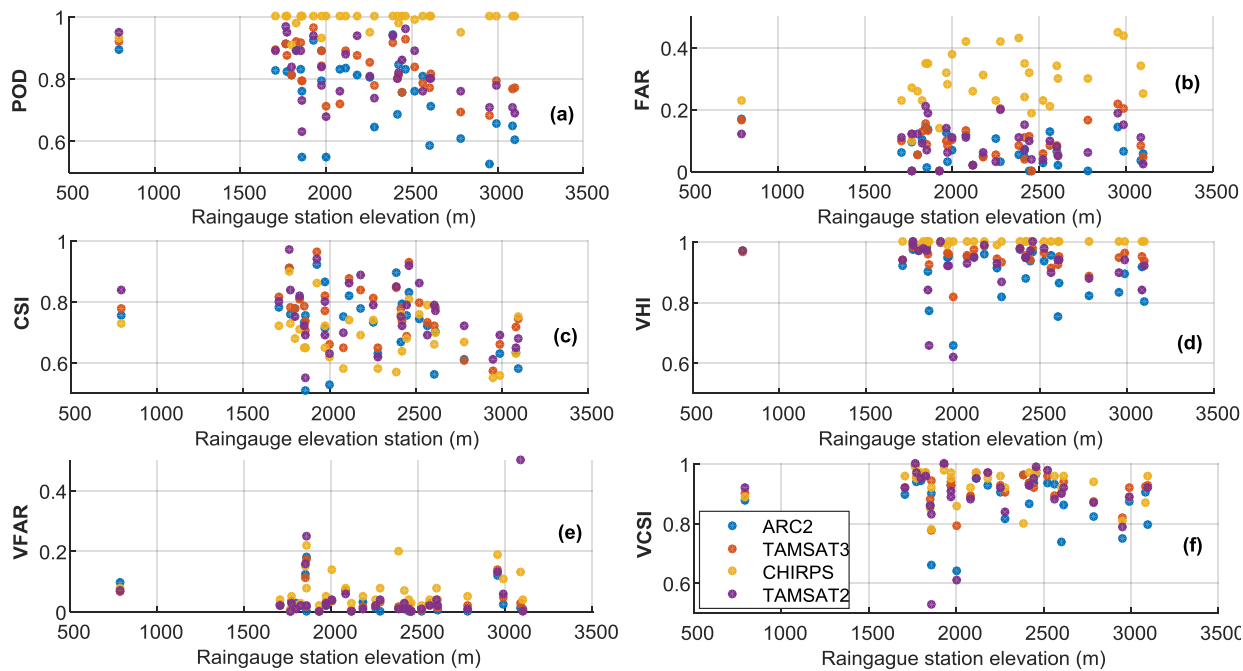 1
0.8
0.6
POD
(a)
500 1000 1500 2000 2500 3000 3500
Raingauge station elevation (m)
0.6
0.4
0.2
0
FAR
(b)
500 1000 1500 2000 2500 3000 3500
Raingauge station elevation (m)
1
0.8
0.6
CSI
(c)
500 1000 1500 2000 2500 3000 3500
Raingauge elevation station (m)
1
0.8
0.6
VHI
(d)
500 1000 1500 2000 2500 3000 3500
Raingauge station elevation (m)
0.4
0.2
0
VFAR
(e)
500 1000 1500 2000 2500 3000 3500
Raingauge station elevation (m)
1
0.8
0.6
VCSI
ARC2
TAMSAT3
CHIRPS
TAMSAT2
(f)
500 1000 1500 2000 2500 3000 3500
Raingague station elevation (m)